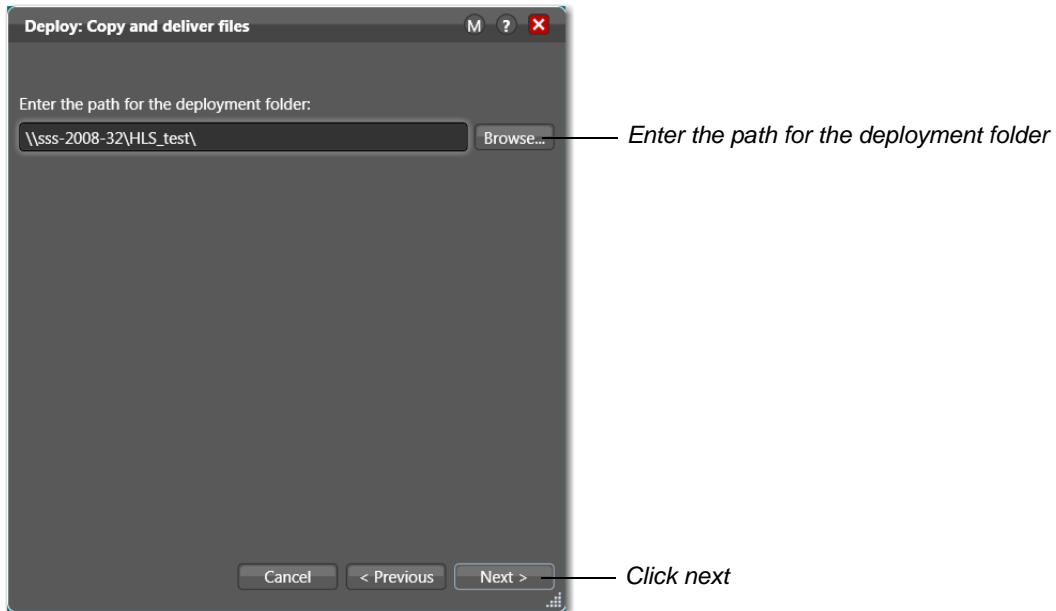 Deploy: Copy and deliver files M ? X
Enter the path for the deployment folder:
\\sss-2008-32\HLS_test\ Browse... Enter the path for the deployment folder
Cancel < Previous Next > Click next